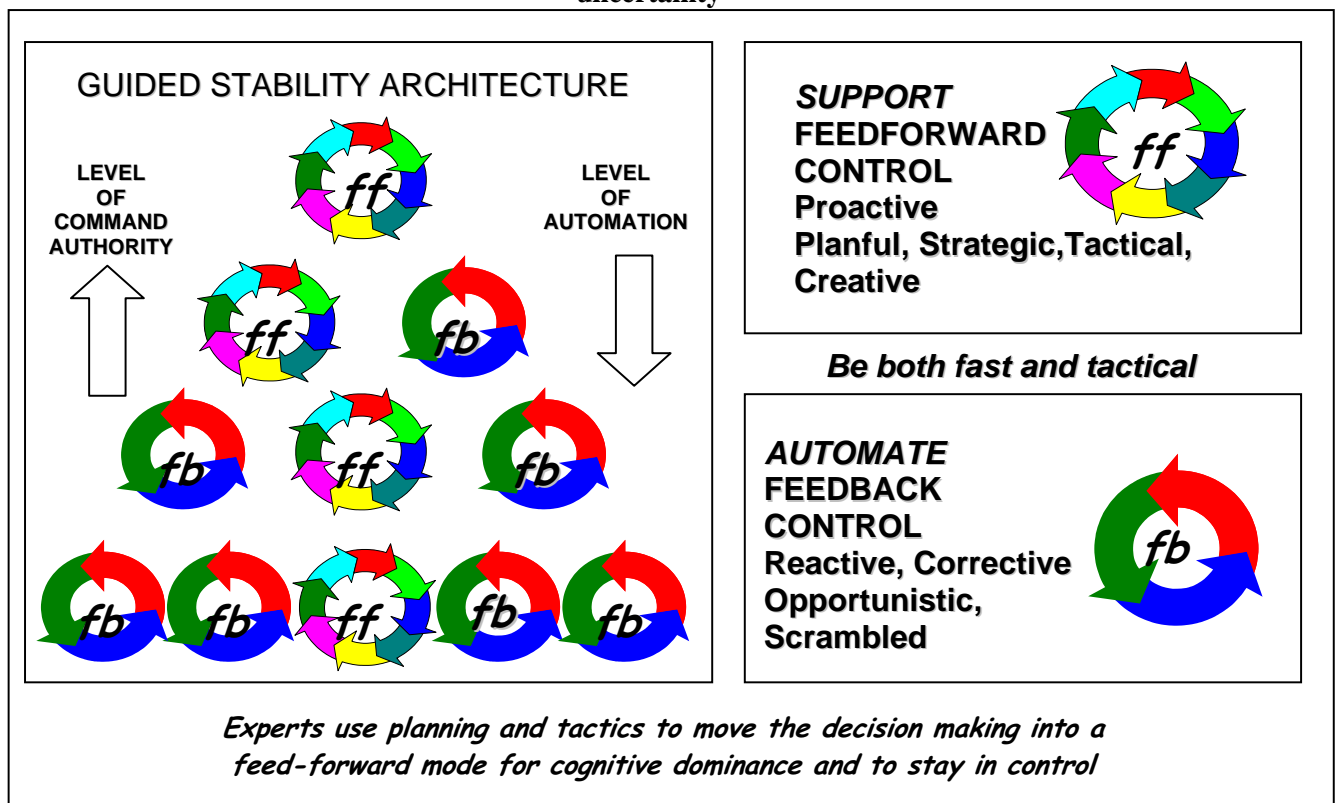 uncertainty
GUIDED STABILITY ARCHITECTURE
LEVEL
OF
COMMAND
AUTHORITY
LEVEL
OF
AUTOMATION
ff
ff
fb
fb
ff
fb
fb
fb
ff
fb
fb
SUPPORT
FEEDFORWARD
CONTROL
Proactive
Planful, Strategic,Tactical,
Creative
ff
Be both fast and tactical
AUTOMATE
FEEDBACK
CONTROL
Reactive, Corrective
Opportunistic,
Scrambled
fb
Experts use planning and tactics to move the decision making into a
feed-forward mode for cognitive dominance and to stay in control